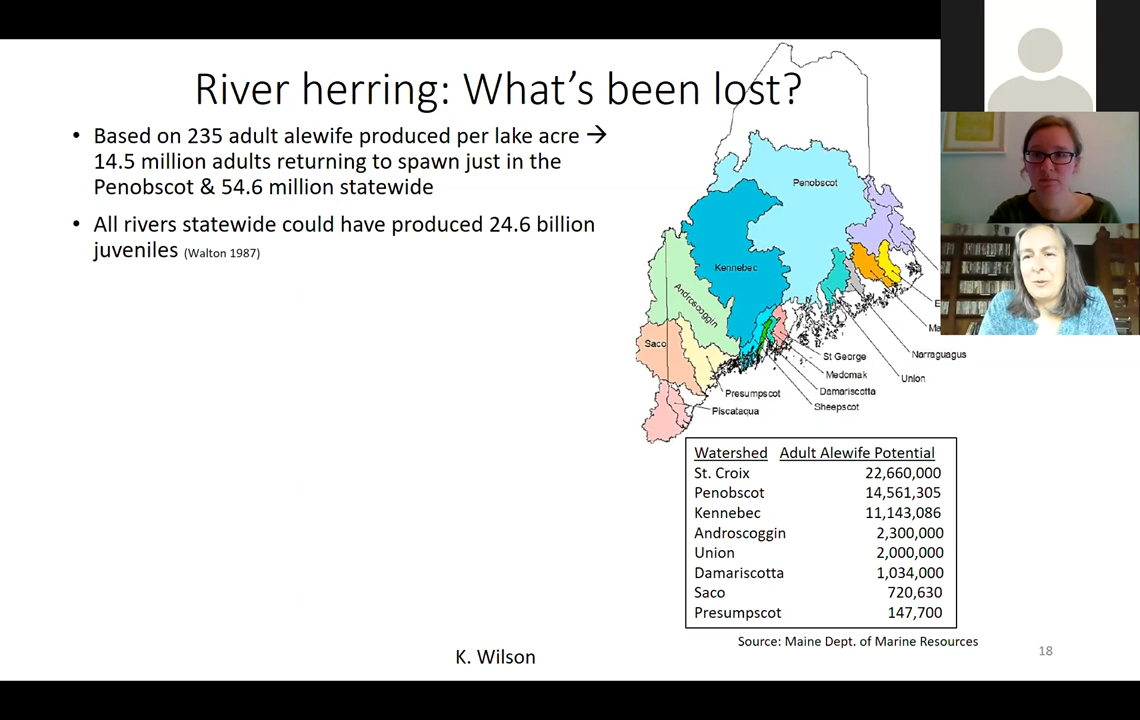 River herring: What's been lost?
• Based on 235 adult alewife produced per lake acre →
14.5 million adults returning to spawn just in the
Penobscot & 54.6 million statewide
• All rivers statewide could have produced 24.6 billion
juveniles (Walton 1987)
Penobscot
Kennebec
Androscoggin
Saco
St George
Medomak
Damariscotta
Sheepscot
Presumpscot
Piscataqua
Narraguagus
Union
E
Ma
Watershed Adult Alewife Potential
St. Croix 22,660,000
Penobscot 14,561,305
Kennebec 11,143,086
Androscoggin 2,300,000
Union 2,000,000
Damariscotta 1,034,000
Saco 720,630
Presumpscot 147,700
Source: Maine Dept. of Marine Resources
K. Wilson
18